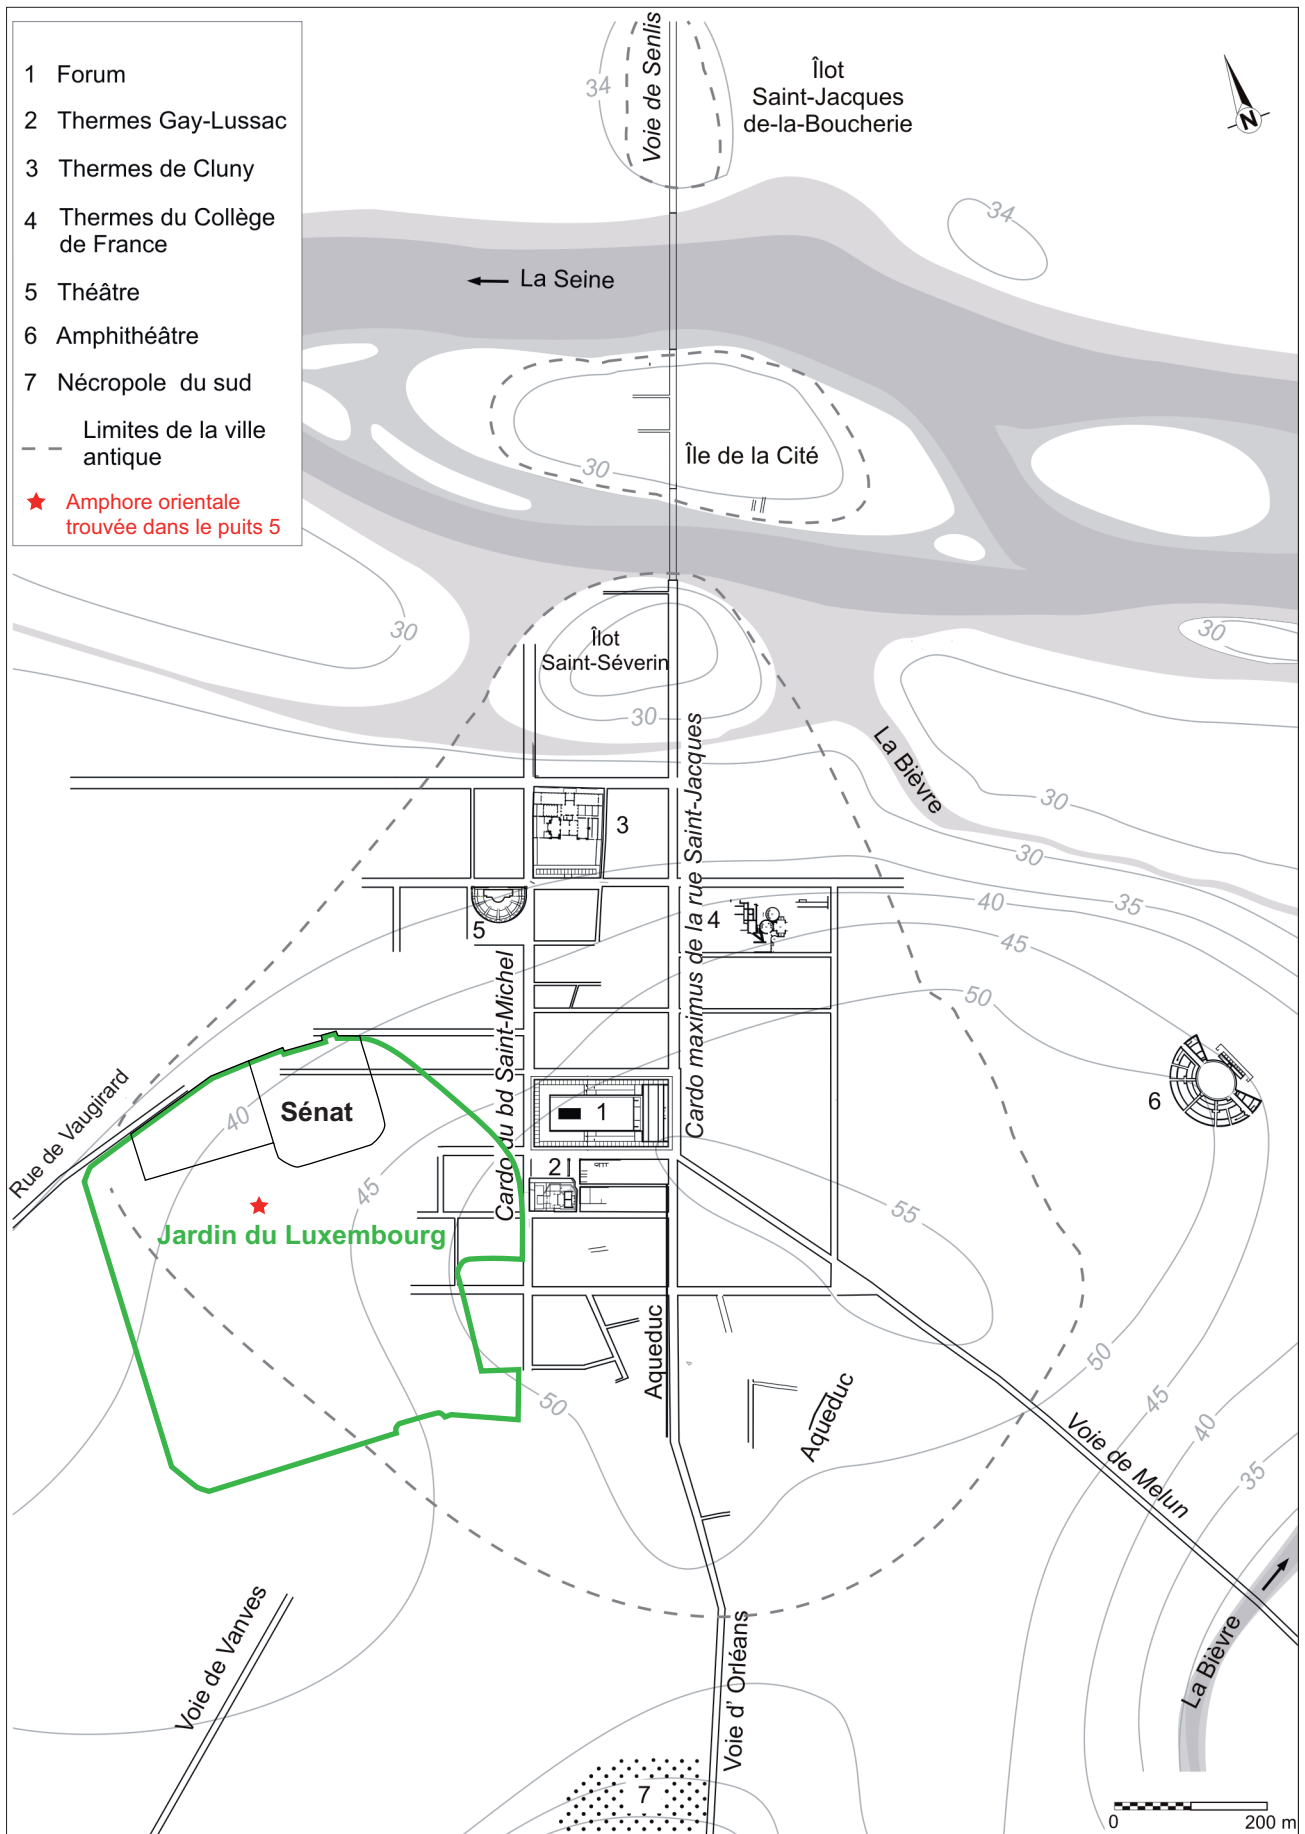 1 Forum
2 Thermes Gay-Lussac
3 Thermes de Cluny
4 Thermes du Collège
de France
5 Théâtre
6 Amphithéâtre
7 Nécropole du sud
Limites de la ville
antique
Amphore orientale
trouvée dans le puits 5
Voie de Senlis
34
Îlot
Saint-Jacques
de-la-Boucherie
N
34
La Seine
Île de la Cité
30
30
30
Îlot
Saint-Séverin
30
La Bièvre
30
30
35
40
45
50
3
4
5
Cardo maximus de la rue Saint-Jacques
Cardo du bd Saint-Michel
Rue de Vaugirard
40
Sénat
1
6
2
45
55
Jardin du Luxembourg
Aqueduc
Aqueduc
50
50
45
40
35
Voie de Melun
Voie de Vanves
Voie d' Orléans
La Bièvre
7
0 200 m